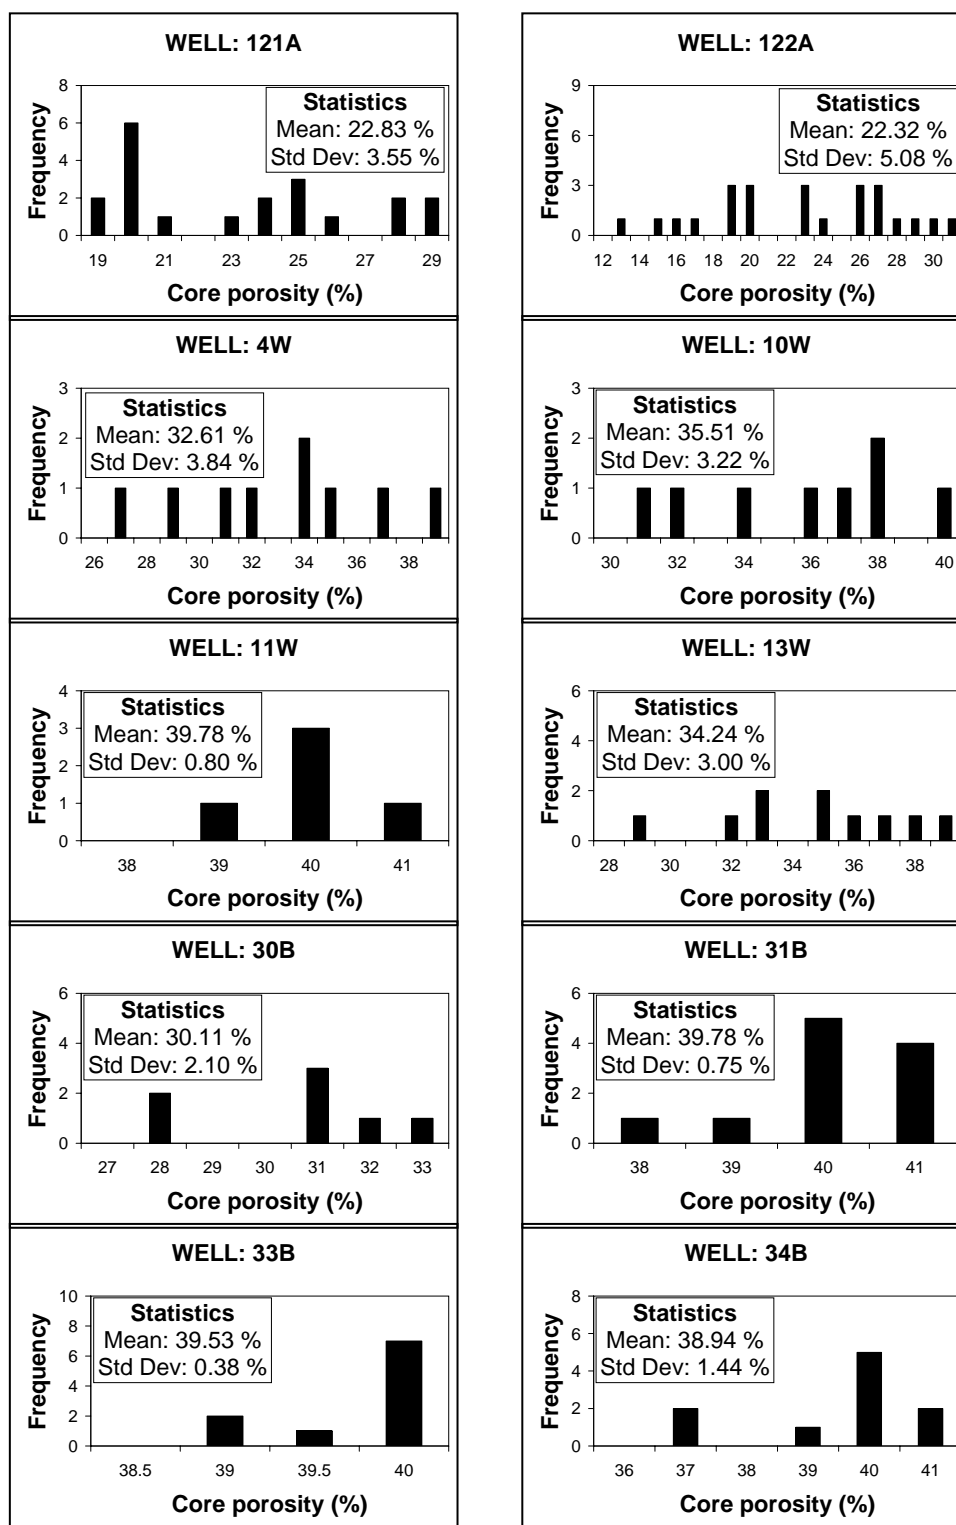 WELL: 121A
Frequency
8
6
4
2
0
Statistics
Mean: 22.83 %
Std Dev: 3.55 %
19 21 23 25 27 29
Core porosity (%)
WELL: 122A
Frequency
9
6
3
0
Statistics
Mean: 22.32 %
Std Dev: 5.08 %
12 14 16 18 20 22 24 26 28 30
Core porosity (%)
WELL: 4W
Frequency
3
2
1
0
Statistics
Mean: 32.61 %
Std Dev: 3.84 %
26 28 30 32 34 36 38
Core porosity (%)
WELL: 10W
Frequency
3
2
1
0
Statistics
Mean: 35.51 %
Std Dev: 3.22 %
30 32 34 36 38 40
Core porosity (%)
WELL: 11W
Frequency
4
3
2
1
0
Statistics
Mean: 39.78 %
Std Dev: 0.80 %
38 39 40 41
Core porosity (%)
WELL: 13W
Frequency
6
4
2
0
Statistics
Mean: 34.24 %
Std Dev: 3.00 %
28 30 32 34 36 38
Core porosity (%)
WELL: 30B
Frequency
6
4
2
0
Statistics
Mean: 30.11 %
Std Dev: 2.10 %
27 28 29 30 31 32 33
Core porosity (%)
WELL: 31B
Frequency
6
4
2
0
Statistics
Mean: 39.78 %
Std Dev: 0.75 %
38 39 40 41
Core porosity (%)
WELL: 33B
Frequency
10
8
6
4
2
0
Statistics
Mean: 39.53 %
Std Dev: 0.38 %
38.5 39 39.5 40
Core porosity (%)
WELL: 34B
Frequency
8
6
4
2
0
Statistics
Mean: 38.94 %
Std Dev: 1.44 %
36 37 38 39 40 41
Core porosity (%)